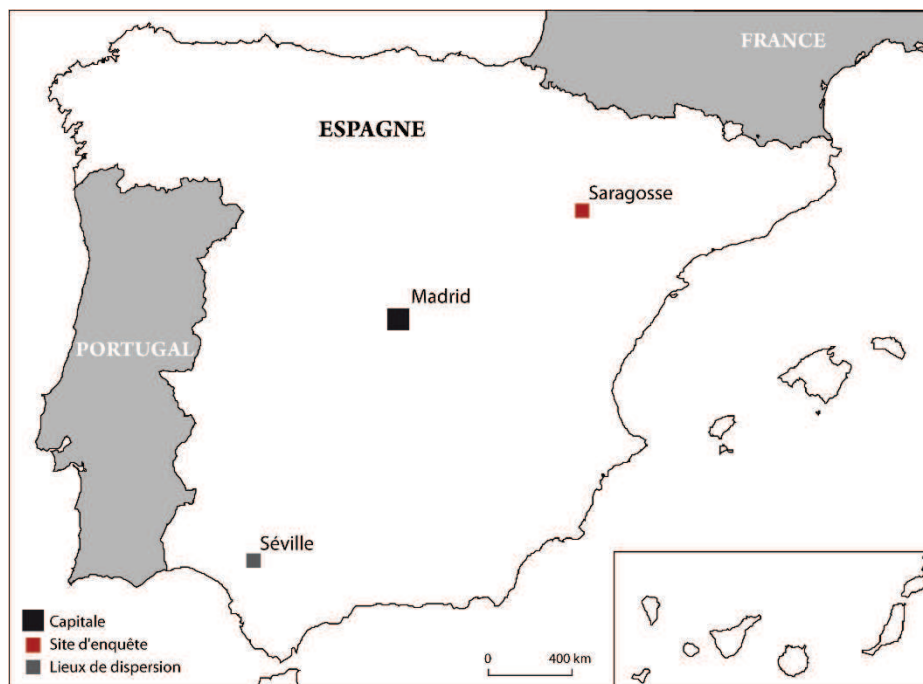 FRANCE
ESPAGNE
Saragosse
Madrid
PORTUGAL
Séville
Capitale
Site d'enquête
Lieux de dispersion
0 400 km